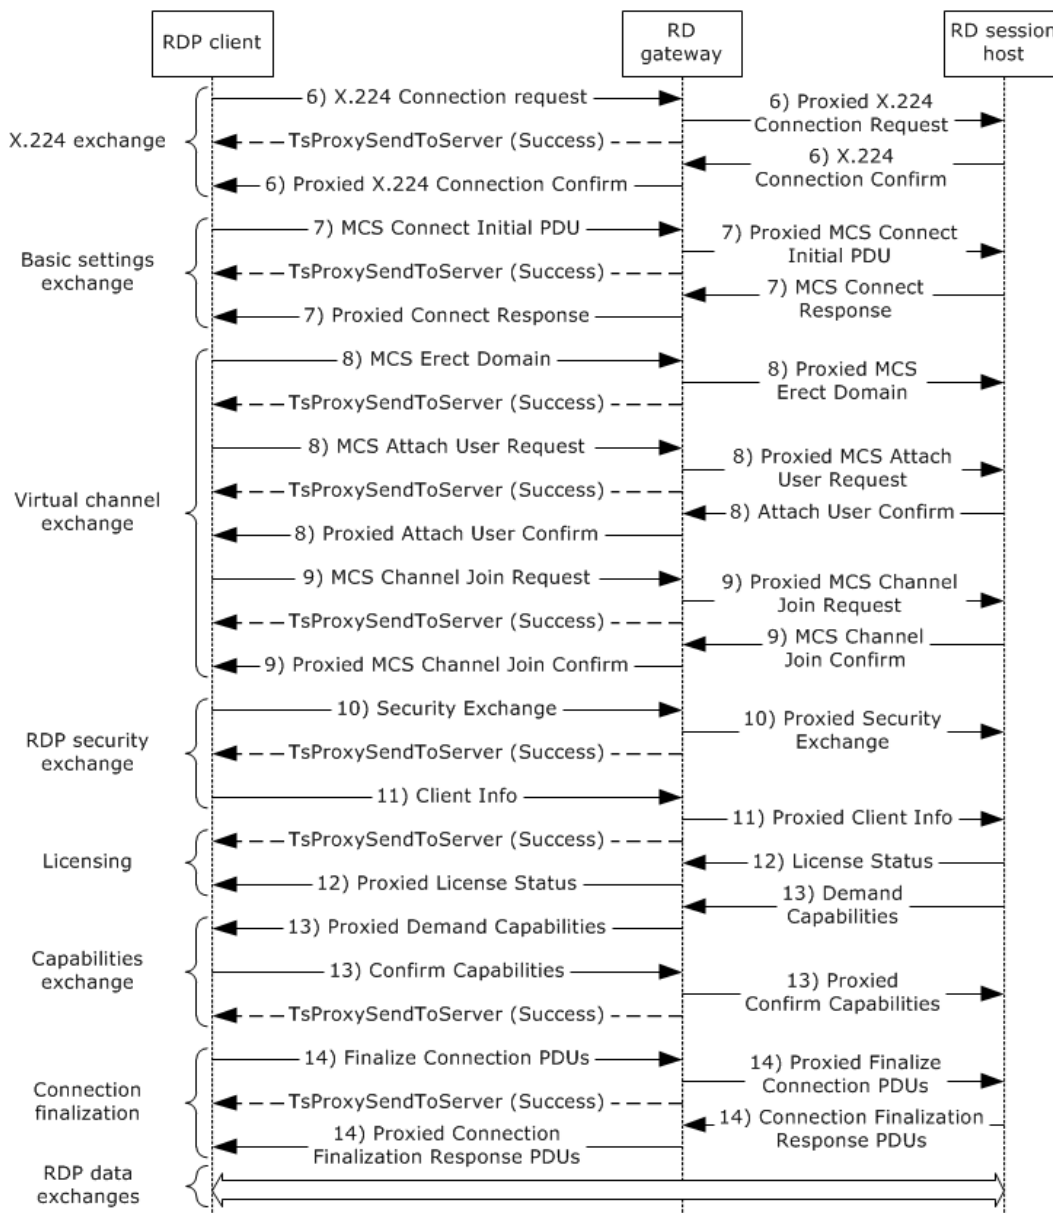 RDP client
RD
gateway
RD session
host
X.224 exchange
6) X.224 Connection request
6) Proxied X.224
Connection Request
TsProxySendToServer (Success)
6) X.224
Connection Confirm
6) Proxied X.224 Connection Confirm
Basic settings
exchange
7) MCS Connect Initial PDU
7) Proxied MCS Connect
Initial PDU
TsProxySendToServer (Success)
7) MCS Connect
Response
7) Proxied Connect Response
Virtual channel
exchange
8) MCS Erect Domain
8) Proxied MCS
Erect Domain
TsProxySendToServer (Success)
8) MCS Attach User Request
8) Proxied MCS Attach
User Request
TsProxySendToServer (Success)
8) Attach User Confirm
8) Proxied Attach User Confirm
9) MCS Channel Join Request
9) Proxied MCS Channel
Join Request
TsProxySendToServer (Success)
9) MCS Channel
Join Confirm
9) Proxied MCS Channel Join Confirm
RDP security
exchange
10) Security Exchange
10) Proxied Security
Exchange
TsProxySendToServer (Success)
11) Client Info
11) Proxied Client Info
Licensing
TsProxySendToServer (Success)
12) License Status
12) Proxied License Status
13) Demand
Capabilities
Capabilities
exchange
13) Proxied Demand Capabilities
13) Confirm Capabilities
13) Proxied
Confirm Capabilities
TsProxySendToServer (Success)
Connection
finalization
14) Finalize Connection PDUs
14) Proxied Finalize
Connection PDUs
TsProxySendToServer (Success)
14) Connection Finalization
Response PDUs
14) Proxied Connection
Finalization Response PDUs
RDP data
exchanges